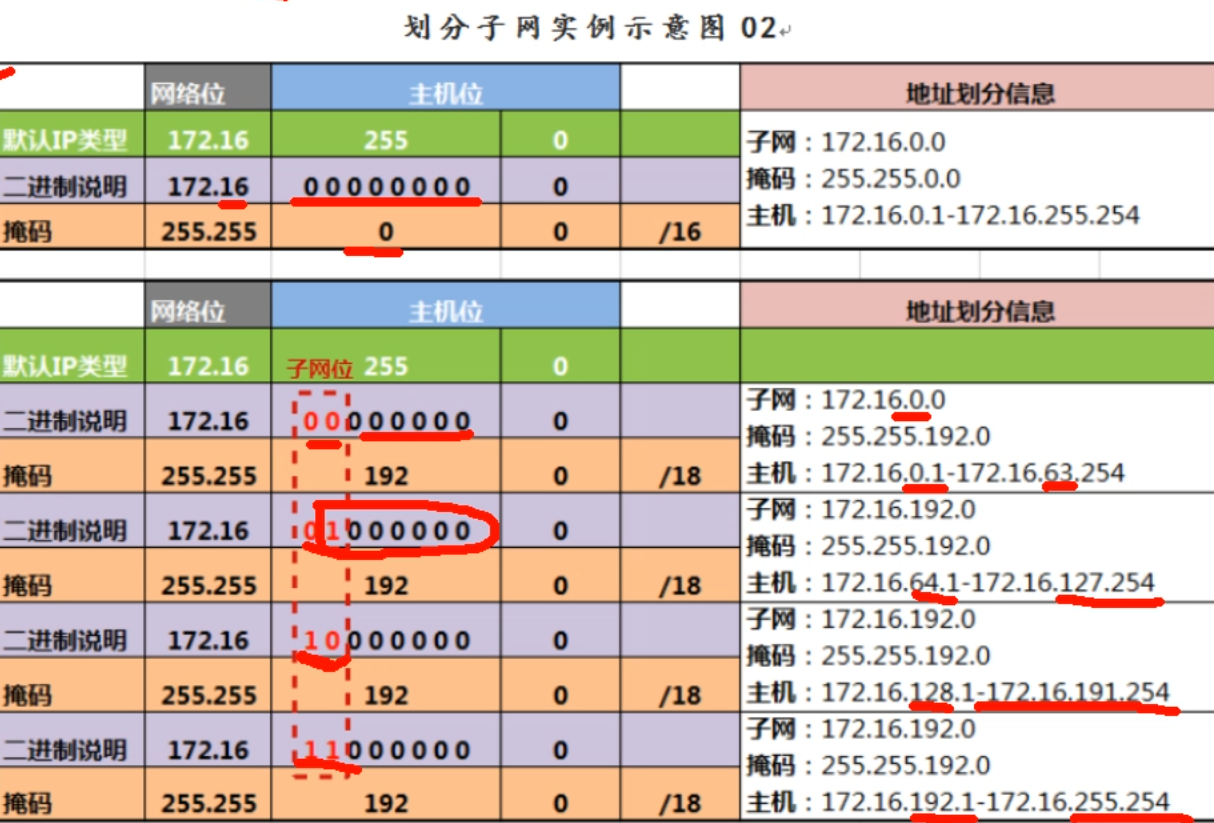 划分子网实例示意图 02
网络位 主机位 地址划分信息
默认IP类型 172.16 255 0
二进制说明 172.16 00000000 0
掩码 255.255 0 0 /16
子网：172.16.0.0
掩码：255.255.0.0
主机：172.16.0.1-172.16.255.254
网络位 主机位 地址划分信息
默认IP类型 172.16 子网位 255 0
二进制说明 172.16 00000000 0
掩码 255.255 192 0 /18
子网：172.16.0.0
掩码：255.255.192.0
主机：172.16.0.1-172.16.63.254
二进制说明 172.16 01000000 0
掩码 255.255 192 0 /18
子网：172.16.192.0
掩码：255.255.192.0
主机：172.16.64.1-172.16.127.254
二进制说明 172.16 10000000 0
掩码 255.255 192 0 /18
子网：172.16.192.0
掩码：255.255.192.0
主机：172.16.128.1-172.16.191.254
二进制说明 172.16 11000000 0
掩码 255.255 192 0 /18
子网：172.16.192.0
掩码：255.255.192.0
主机：172.16.192.1-172.16.255.254